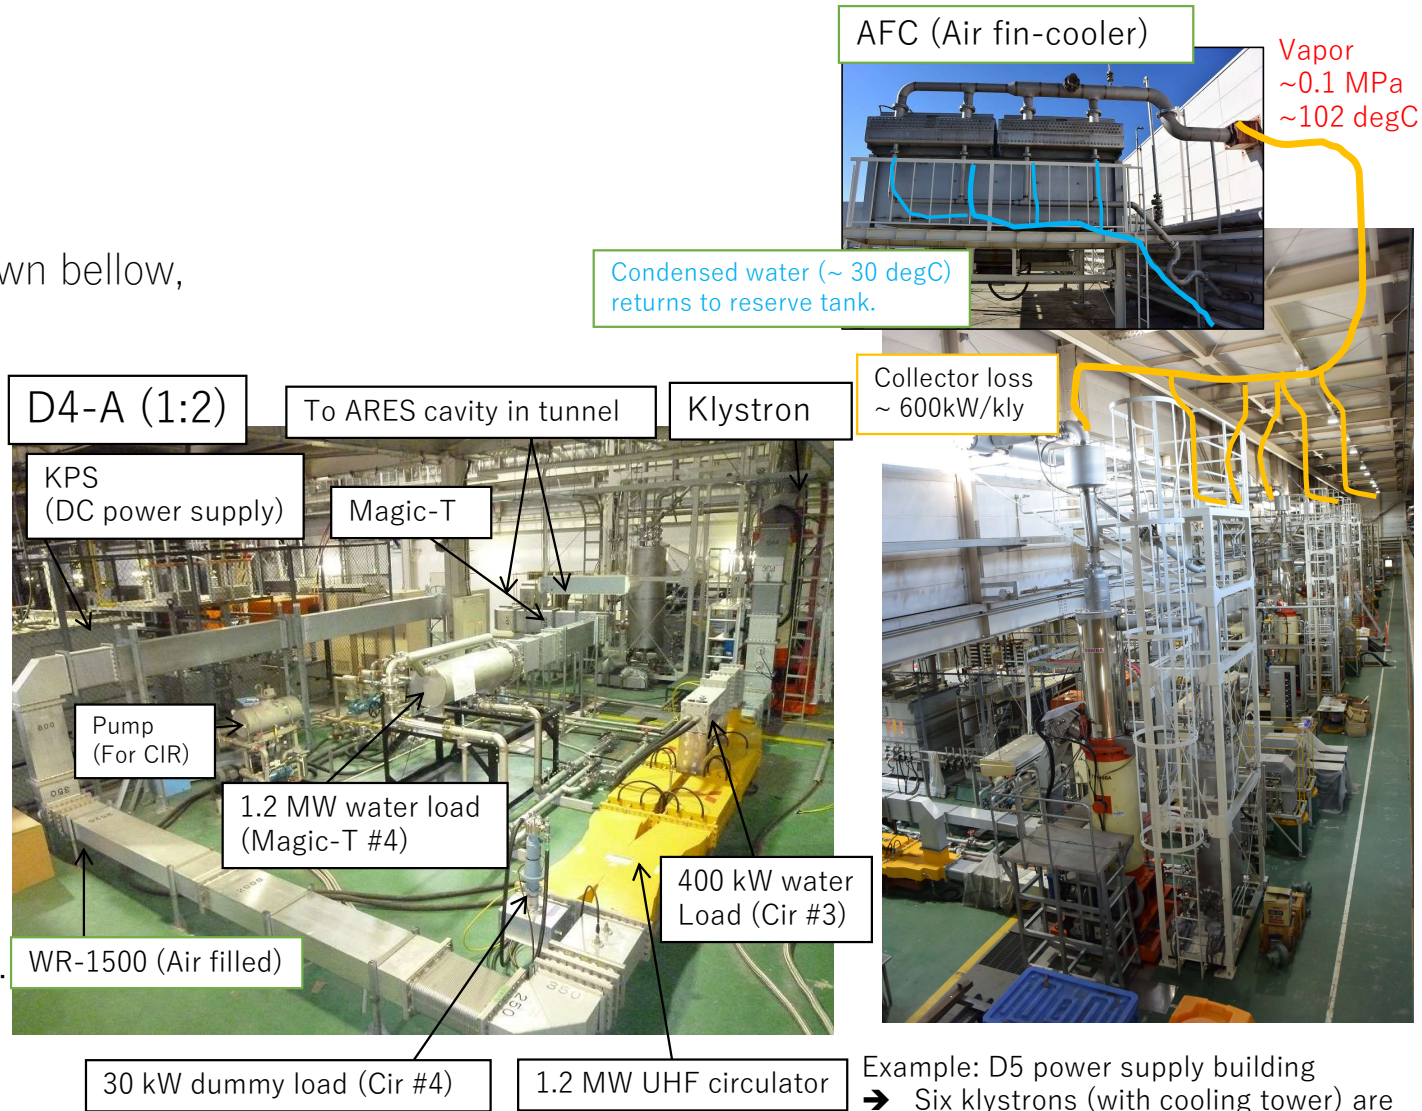 AFC (Air fin-cooler)
Vapor
~0.1 MPa
~102 degC
wn bellow,
Condensed water (~ 30 degC)
returns to reserve tank.
Collector loss
~ 600kW/kly
D4-A (1:2)
To ARES cavity in tunnel
Klystron
KPS
(DC power supply)
Magic-T
Pump
(For CIR)
1.2 MW water load
(Magic-T #4)
400 kW water
Load (Cir #3)
. WR-1500 (Air filled)
350
250
350
30 kW dummy load (Cir #4)
1.2 MW UHF circulator
Example: D5 power supply building
➔ Six klystrons (with cooling tower) are